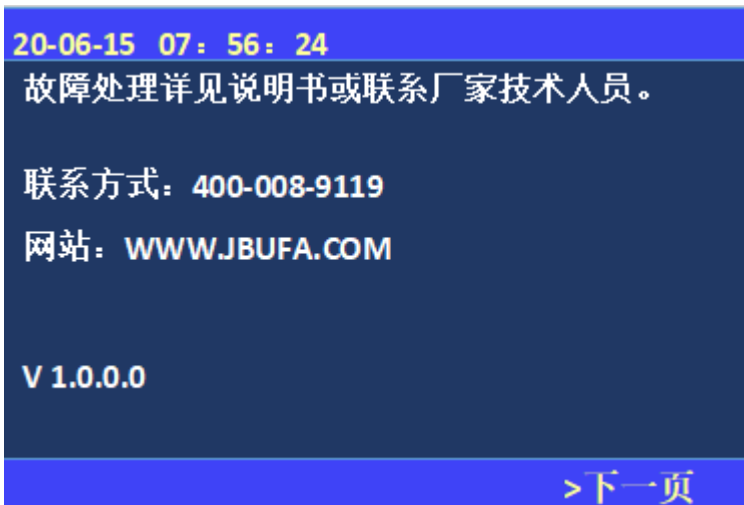 20-06-15 07：56：24
故障处理详见说明书或联系厂家技术人员。
联系方式：400-008-9119
网站：WWW.JBUFA.COM
V 1.0.0.0
>下一页